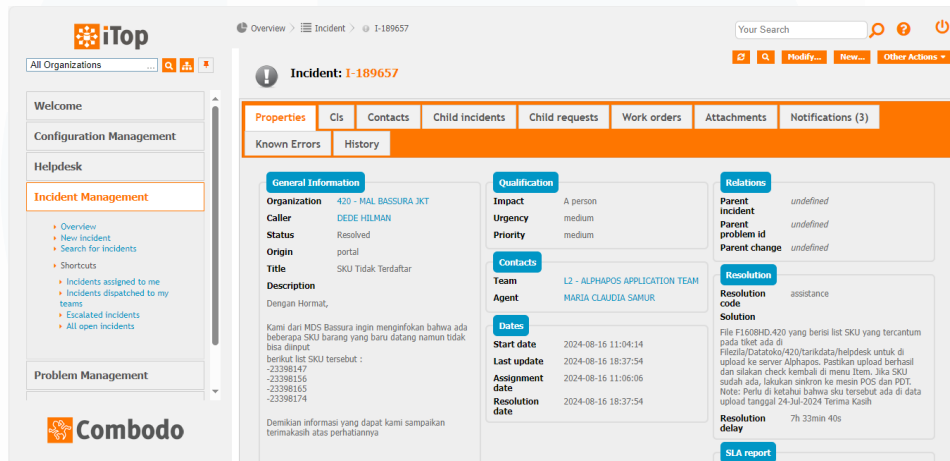 iTop
All Organizations ...
Welcome
Configuration Management
Helpdesk
Incident Management
Overview
New incident
Search for incidents
Shortcuts
Incidents assigned to me
Incidents dispatched to my
teams
Escalated incidents
All open incidents
Problem Management
Combodo
Overview > Incident > I-189657
Your Search
Incident: I-189657
Modify... New... Other Actions
Properties CIs Contacts Child incidents Child requests Work orders Attachments Notifications (3)
Known Errors History
General Information
Organization 420 - MAL BASSURA JKT
Caller DEDE HILMAN
Status Resolved
Origin portal
Title SKU Tidak Terdaftar
Description
Dengan Hormat,
Kami dari MDS Bassura ingin menginfokan bahwa ada
beberapa SKU barang yang baru datang namun tidak
bisa diinput
berikut list SKU tersebut :
-23398147
-23398156
-23398165
-23398174
Demikian informasi yang dapat kami sampaikan
terimakasih atas perhatiannya
Qualification
Impact A person
Urgency medium
Priority medium
Contacts
Team L2 - ALPHAPOS APPLICATION TEAM
Agent MARIA CLAUDIA SAMUR
Dates
Start date 2024-08-16 11:04:14
Last update 2024-08-16 18:37:54
Assignment
date 2024-08-16 11:06:06
Resolution
date 2024-08-16 18:37:54
Relations
Parent
incident undefined
Parent
problem id undefined
Parent change undefined
Resolution
Resolution
code assistance
Solution
File F1608HD.420 yang berisi list SKU yang tercantum
pada tiket ada di
Filezila/Datatoko/420/tarikdata/helpdesk untuk di
upload ke server Alphapos. Pastikan upload berhasil
dan silakan check kembali di menu Item. Jika SKU
sudah ada, lakukan sinkron ke mesin POS dan PDT.
Note: Perlu di ketahui bahwa sku tersebut ada di data
upload tanggal 24-Jul-2024 Terima Kasih
Resolution
delay 7h 33min 40s
SLA report